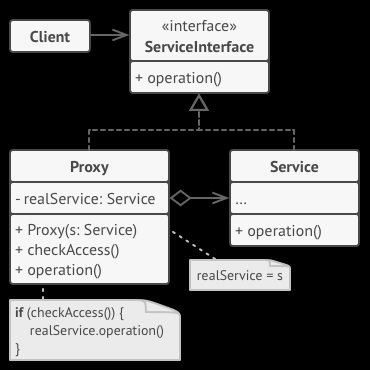 Client
«interface»
ServiceInterface
+ operation()
Proxy
- realService: Service
+ Proxy(s: Service)
+ checkAccess()
+ operation()
Service
...
+ operation()
realService = s
if (checkAccess()) {
realService.operation()
}